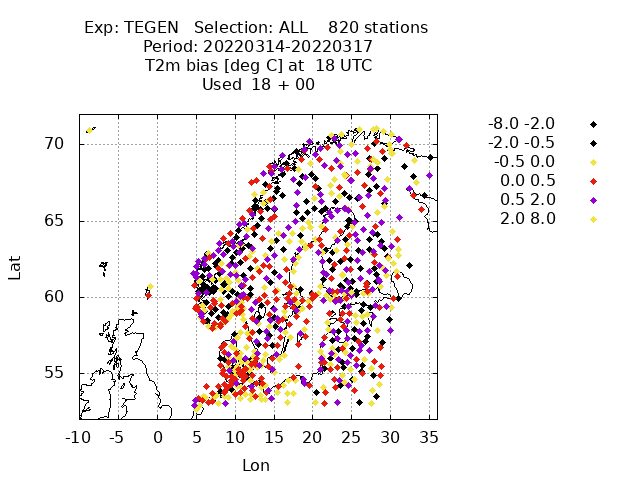 Exp: TEGEN   Selection: ALL    820 stations
Period: 20220314-20220317
T2m bias [deg C] at  18 UTC
Used  18 + 00
-8.0 -2.0
-2.0 -0.5
-0.5 0.0
0.0 0.5
0.5 2.0
2.0 8.0
70
65
60
55
Lat
-10 -5 0 5 10 15 20 25 30 35
Lon